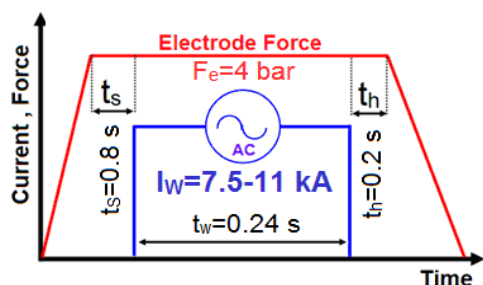 Electrode Force
Fe=4 bar
ts
th
AC
IW=7.5-11 kA
tw=0.24 s
tS=0.8 s
th=0.2 s
Current , Force
Time